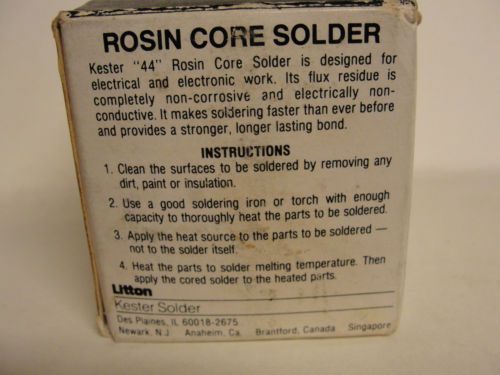 ROSIN CORE SOLDER
Kester "44" Rosin Core Solder is designed for
electrical and electronic work. Its flux residue is
completely non-corrosive and electrically non-
conductive. It makes soldering faster than ever before
and provides a stronger, longer lasting bond.
INSTRUCTIONS
1. Clean the surfaces to be soldered by removing any
dirt, paint or insulation.
2. Use a good soldering iron or torch with enough
capacity to thoroughly heat the parts to be soldered.
3. Apply the heat source to the parts to be soldered —
not to the solder itself.
4. Heat the parts to solder melting temperature. Then
apply the cored solder to the heated parts.
Litton
Kester Solder
Des Plaines, IL 60018-2675
Newark, N.J. Anaheim, Ca. Brantford, Canada Singapore